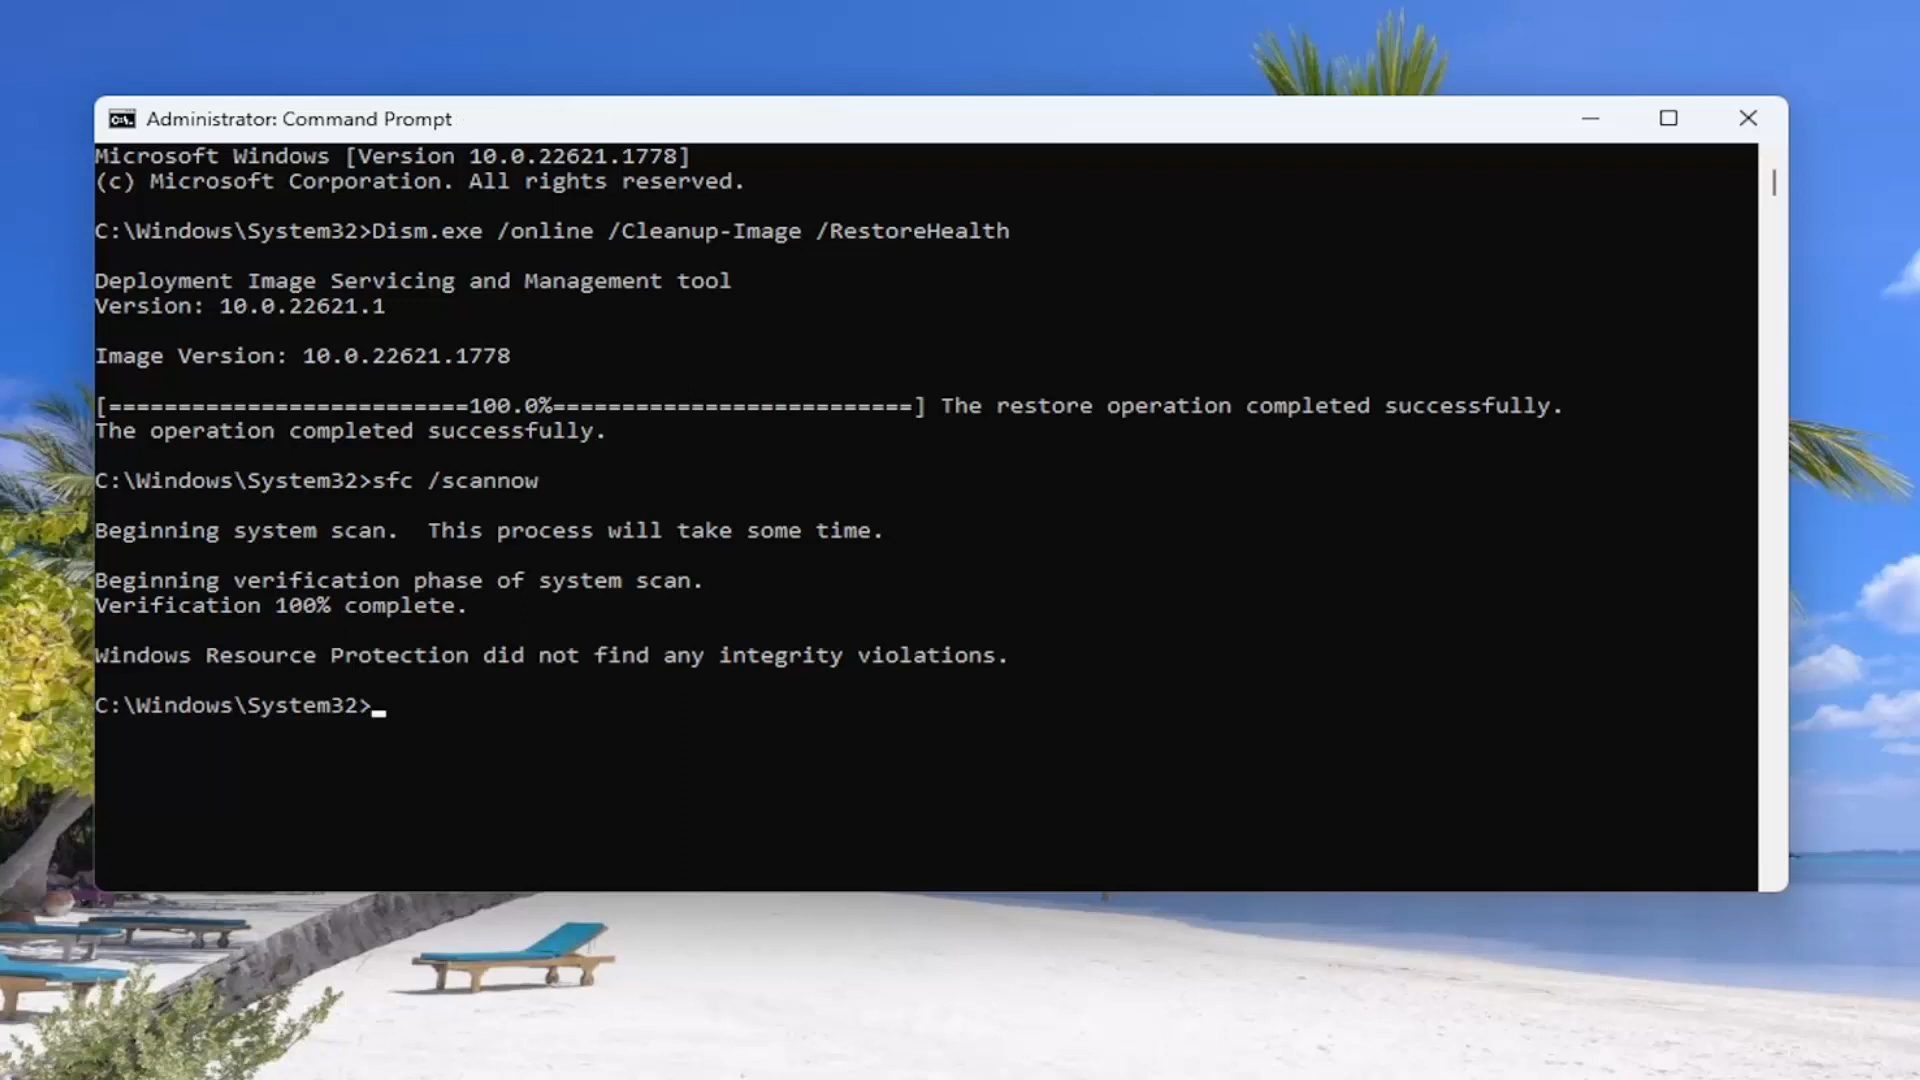 Administrator: Command Prompt
Microsoft Windows [Version 10.0.22621.1778]
(c) Microsoft Corporation. All rights reserved.
C:\Windows\System32>Dism.exe /online /Cleanup-Image /RestoreHealth
Deployment Image Servicing and Management tool
Version: 10.0.22621.1
Image Version: 10.0.22621.1778
[==========================100.0%==========================] The restore operation completed successfully.
The operation completed successfully.
C:\Windows\System32>sfc /scannow
Beginning system scan.  This process will take some time.
Beginning verification phase of system scan.
Verification 100% complete.
Windows Resource Protection did not find any integrity violations.
C:\Windows\System32>